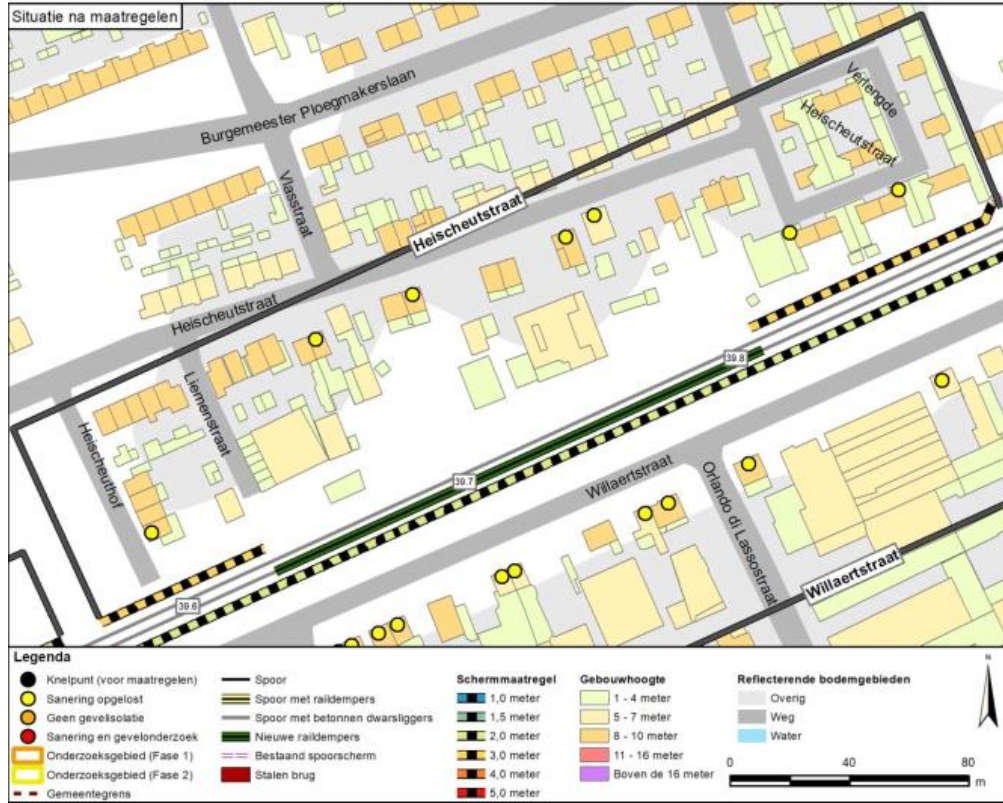 Situatie na maatregelen
Burgemeester Ploegmakerslaan
Verlengde
Heischeutstraat
Vlasstraat
Heischeutstraat
Heischeutstraat
Liemenstraat
Heischeuthof
39.8
39.7
39.6
Willaertstraat
Orlando di Lassostraat
Willaertstraat
Legenda
Knelpunt (voor maatregelen)
Sanering opgelost
Geen gevelisolatie
Sanering en gevelonderzoek
Onderzoeksgebied (Fase 1)
Onderzoeksgebied (Fase 2)
Gemeentegrens
Spoor
Spoor met raildempers
Spoor met betonnen dwarsliggers
Nieuwe raildempers
Bestaand spoorscherm
Stalen brug
Schermmaatregel
1,0 meter
1,5 meter
2,0 meter
3,0 meter
4,0 meter
5,0 meter
Gebouwhoogte
1 - 4 meter
5 - 7 meter
8 - 10 meter
11 - 16 meter
Boven de 16 meter
Reflecterende bodemgebieden
Overig
Weg
Water
N
0 40 80
m